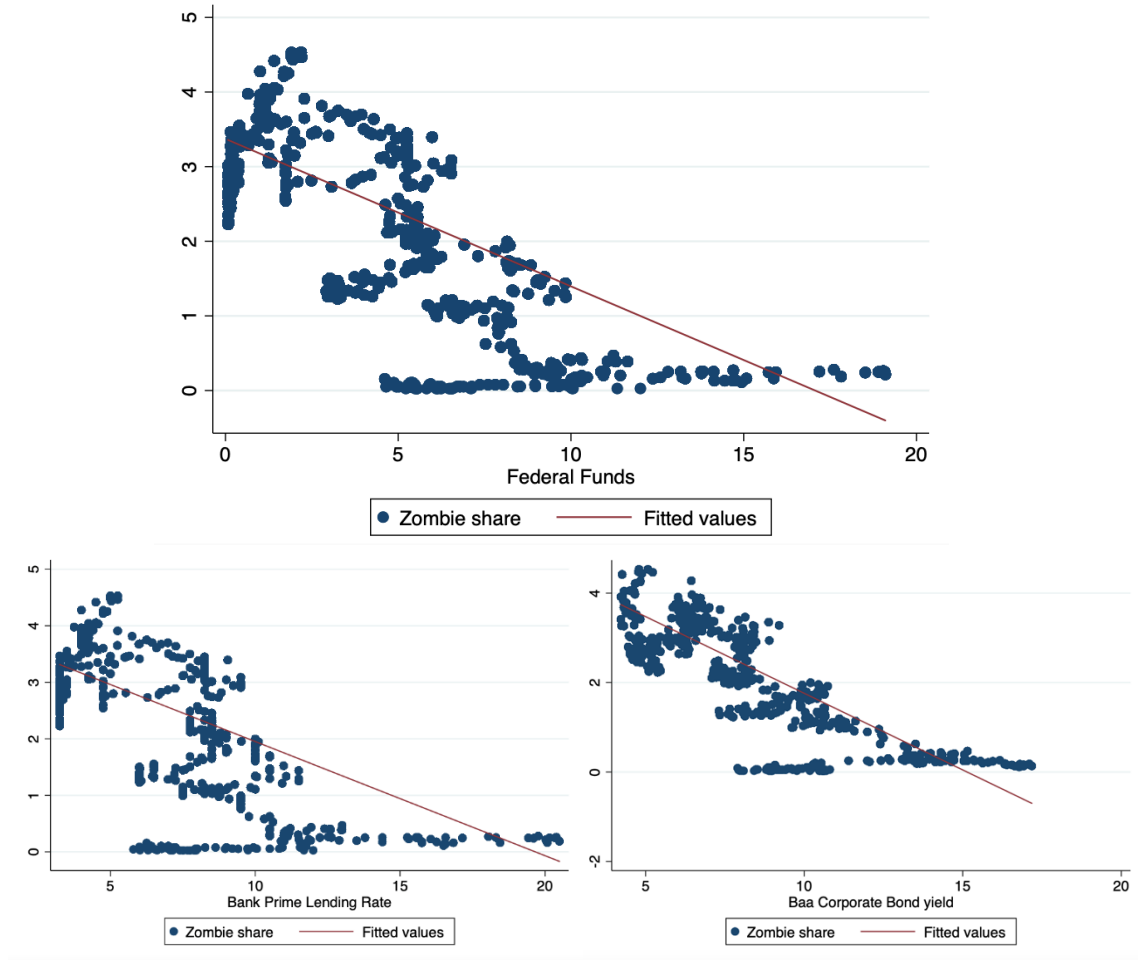 5
4
3
2
1
0
0 5 10 15 20
Federal Funds
Zombie share Fitted values
5
4
3
2
1
0
5 10 15 20
Bank Prime Lending Rate
Zombie share Fitted values
4
2
0
-2
5 10 15 20
Baa Corporate Bond yield
Zombie share Fitted values